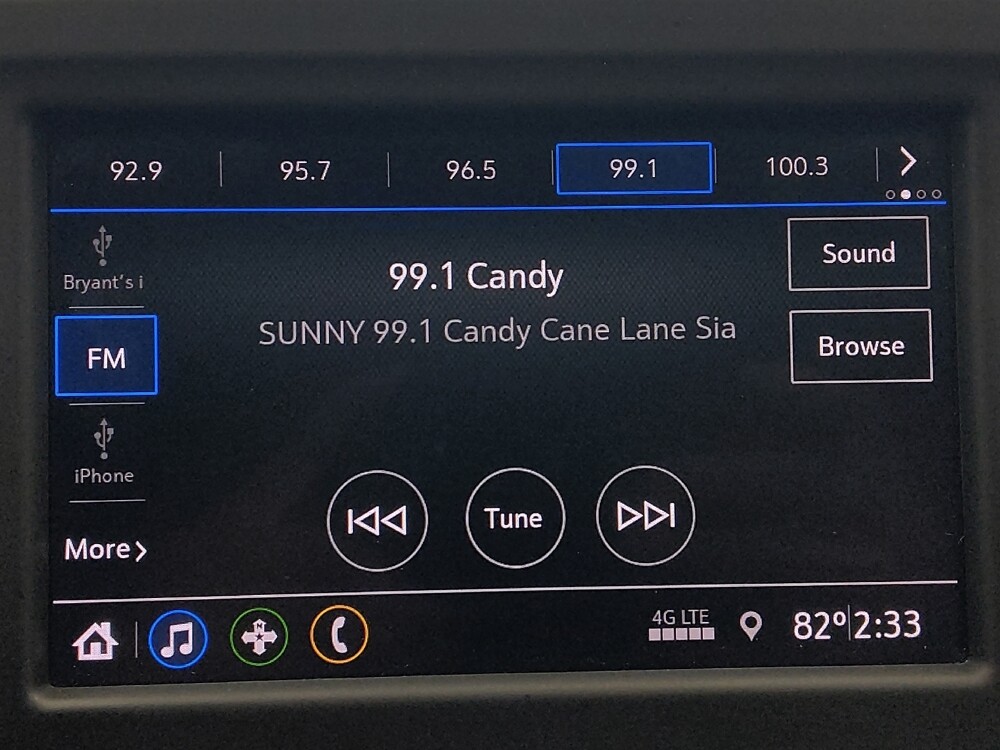 92.9 95.7 96.5 99.1 100.3
Bryant's i
FM
iPhone
More
99.1 Candy
SUNNY 99.1 Candy Cane Lane Sia
Sound
Browse
Tune
N
4G LTE
82° 2:33